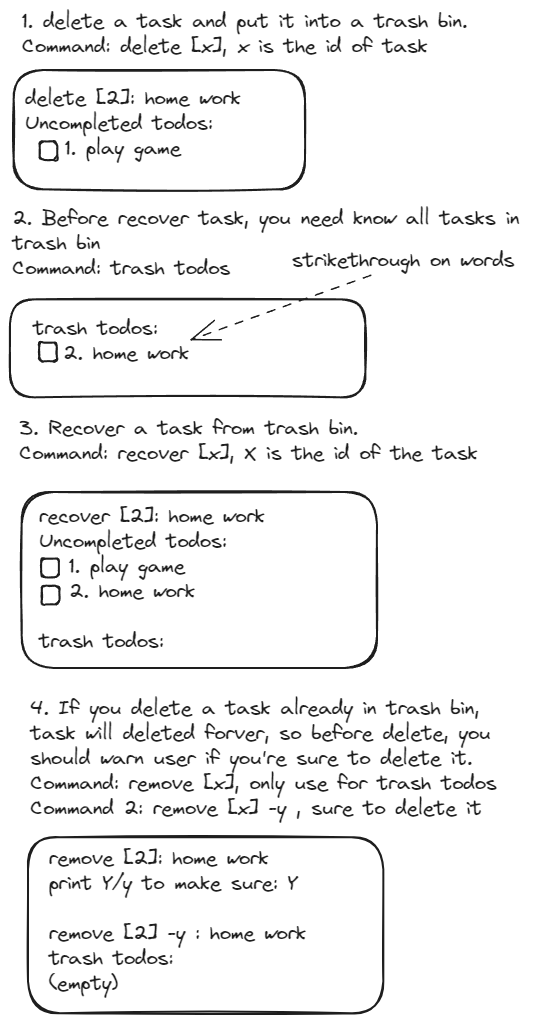 1. delete a task and put it into a trash bin.
Command: delete [x], x is the id of task
delete [2]: home work
Uncompleted todos:
1. play game
2. Before recover task, you need know all tasks in
trash bin
Command: trash todos
strikethrough on words
trash todos:
2. home work
3. Recover a task from trash bin.
Command: recover [x], X is the id of the task
recover [2]: home work
Uncompleted todos:
1. play game
2. home work
trash todos:
4. If you delete a task already in trash bin,
task will deleted forver, so before delete, you
should warn user if you're sure to delete it.
Command: remove [x], only use for trash todos
Command 2: remove [x] -y , sure to delete it
remove [2]: home work
print Y/y to make sure: Y
remove [2] -y : home work
trash todos:
(empty)